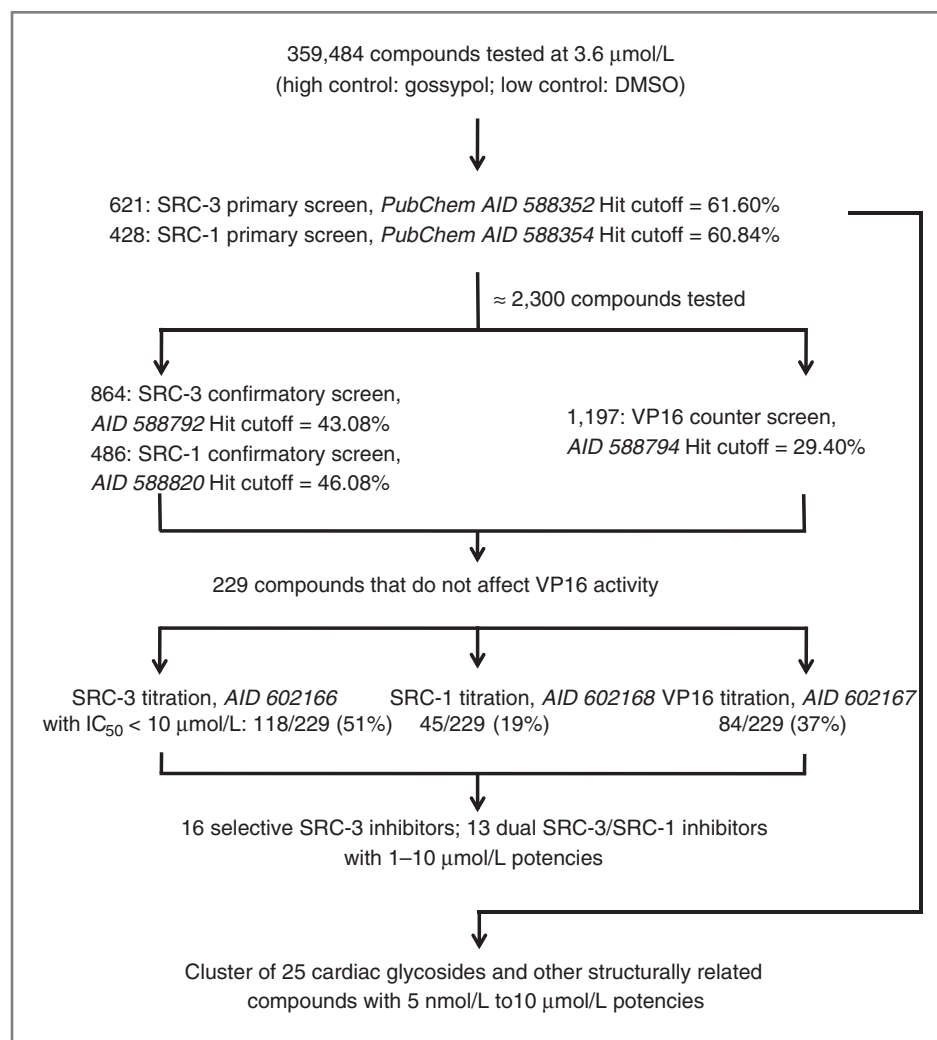 359,484 compounds tested at 3.6 μmol/L
(high control: gossypol; low control: DMSO)
621: SRC-3 primary screen, PubChem AID 588352 Hit cutoff = 61.60%
428: SRC-1 primary screen, PubChem AID 588354 Hit cutoff = 60.84%
≈ 2,300 compounds tested
864: SRC-3 confirmatory screen,
AID 588792 Hit cutoff = 43.08%
486: SRC-1 confirmatory screen,
AID 588820 Hit cutoff = 46.08%
1,197: VP16 counter screen,
AID 588794 Hit cutoff = 29.40%
229 compounds that do not affect VP16 activity
SRC-3 titration, AID 602166
with IC50 < 10 μmol/L: 118/229 (51%)
SRC-1 titration, AID 602168
45/229 (19%)
VP16 titration, AID 602167
84/229 (37%)
16 selective SRC-3 inhibitors; 13 dual SRC-3/SRC-1 inhibitors
with 1–10 μmol/L potencies
Cluster of 25 cardiac glycosides and other structurally related
compounds with 5 nmol/L to10 μmol/L potencies